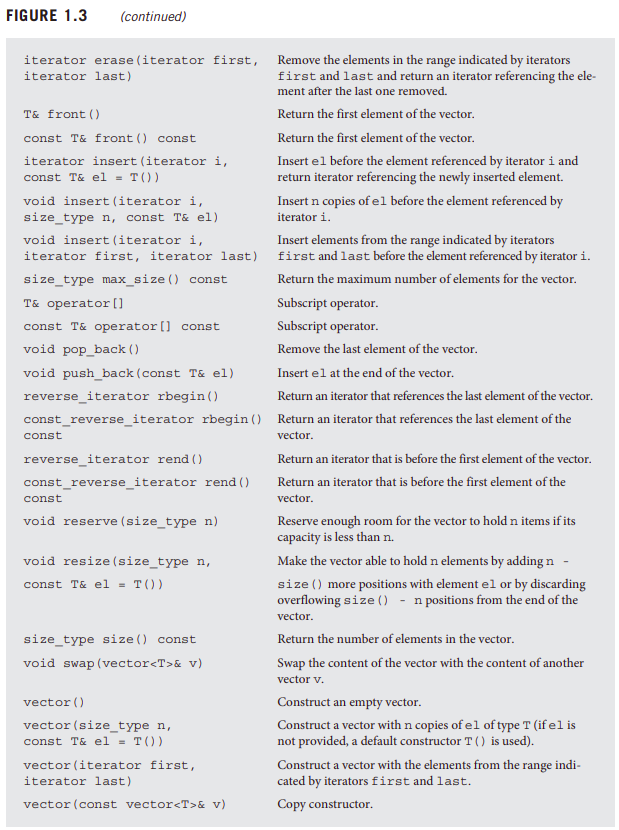 FIGURE 1.3 (continued)
iterator erase(iterator first, Remove the elements in the range indicated by iterators
iterator last) first and last and return an iterator referencing the ele-
ment after the last one removed.
T& front() Return the first element of the vector.
const T& front() const Return the first element of the vector.
iterator insert(iterator i, Insert el before the element referenced by iterator i and
const T& el = T()) return iterator referencing the newly inserted element.
void insert(iterator i, Insert n copies of el before the element referenced by
size_type n, const T& el) iterator i.
void insert(iterator i, Insert elements from the range indicated by iterators
iterator first, iterator last) first and last before the element referenced by iterator i.
size_type max_size() const Return the maximum number of elements for the vector.
T& operator[] Subscript operator.
const T& operator[] const Subscript operator.
void pop_back() Remove the last element of the vector.
void push_back(const T& el) Insert el at the end of the vector.
reverse_iterator rbegin() Return an iterator that references the last element of the vector.
const_reverse_iterator rbegin() Return an iterator that references the last element of the
const vector.
reverse_iterator rend() Return an iterator that is before the first element of the vector.
const_reverse_iterator rend() Return an iterator that is before the first element of the
const vector.
void reserve(size_type n) Reserve enough room for the vector to hold n items if its
capacity is less than n.
void resize(size_type n, Make the vector able to hold n elements by adding n -
const T& el = T()) size() more positions with element el or by discarding
overflowing size() - n positions from the end of the
vector.
size_type size() const Return the number of elements in the vector.
void swap(vector<T>& v) Swap the content of the vector with the content of another
vector v.
vector() Construct an empty vector.
vector(size_type n, Construct a vector with n copies of el of type T (if el is
const T& el = T()) not provided, a default constructor T() is used).
vector(iterator first, Construct a vector with the elements from the range indi-
iterator last) cated by iterators first and last.
vector(const vector<T>& v) Copy constructor.